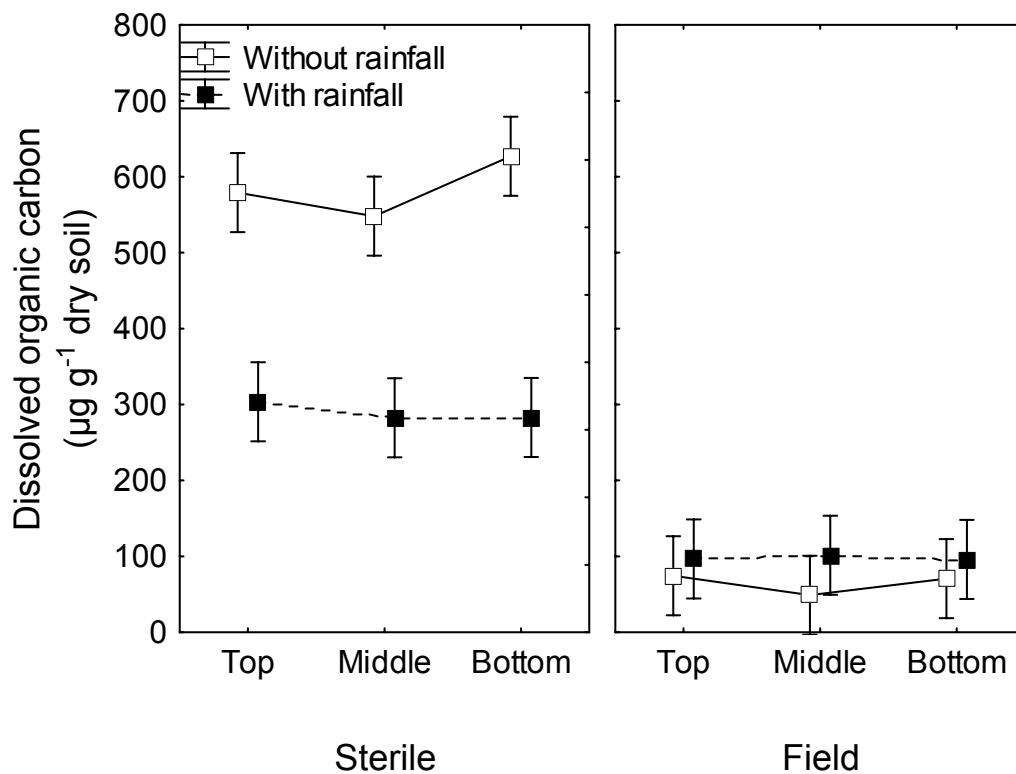 Dissolved organic carbon
(µg g⁻¹ dry soil)
800
700
600
500
400
300
200
100
0
Without rainfall
With rainfall
Top Middle Bottom
Top Middle Bottom
Sterile
Field